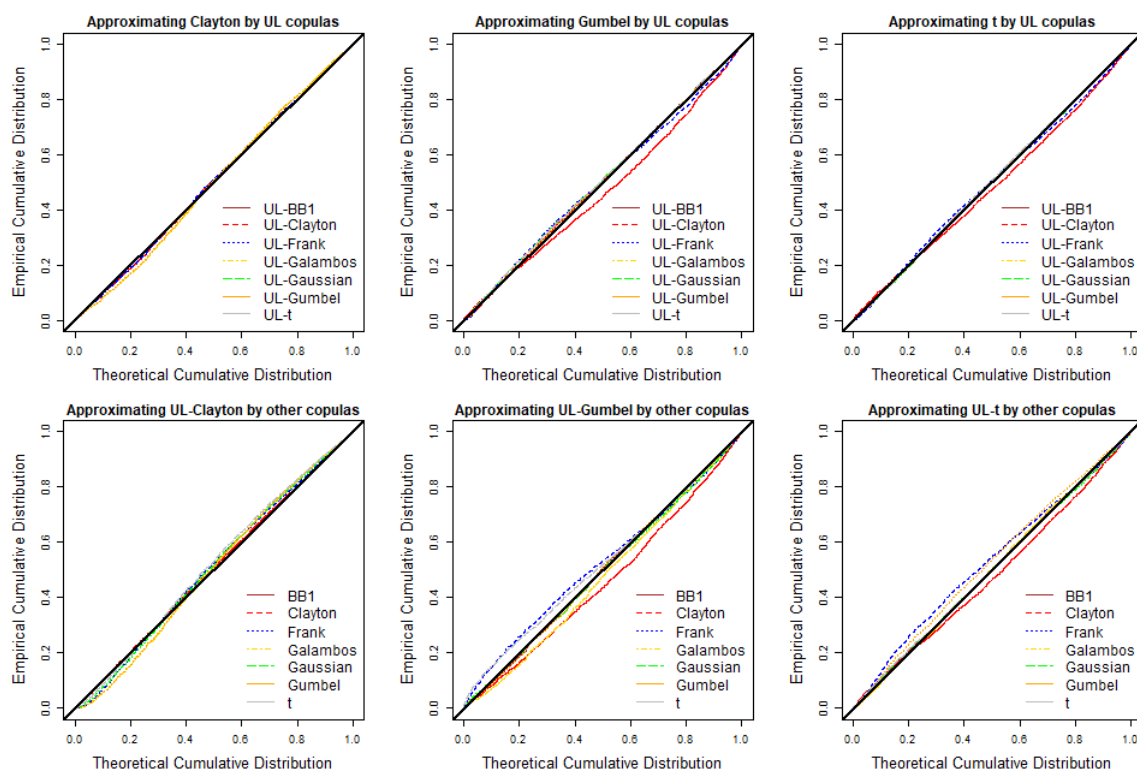 Approximating Clayton by UL copulas
Empirical Cumulative Distribution
1.0
0.8
0.6
0.4
0.2
0.0
UL-BB1
UL-Clayton
UL-Frank
UL-Galambos
UL-Gaussian
UL-Gumbel
UL-t
0.0 0.2 0.4 0.6 0.8 1.0
Theoretical Cumulative Distribution
Approximating Gumbel by UL copulas
Empirical Cumulative Distribution
1.0
0.8
0.6
0.4
0.2
0.0
UL-BB1
UL-Clayton
UL-Frank
UL-Galambos
UL-Gaussian
UL-Gumbel
UL-t
0.0 0.2 0.4 0.6 0.8 1.0
Theoretical Cumulative Distribution
Approximating t by UL copulas
Empirical Cumulative Distribution
1.0
0.8
0.6
0.4
0.2
0.0
UL-BB1
UL-Clayton
UL-Frank
UL-Galambos
UL-Gaussian
UL-Gumbel
UL-t
0.0 0.2 0.4 0.6 0.8 1.0
Theoretical Cumulative Distribution
Approximating UL-Clayton by other copulas
Empirical Cumulative Distribution
1.0
0.8
0.6
0.4
0.2
0.0
BB1
Clayton
Frank
Galambos
Gaussian
Gumbel
t
0.0 0.2 0.4 0.6 0.8 1.0
Theoretical Cumulative Distribution
Approximating UL-Gumbel by other copulas
Empirical Cumulative Distribution
1.0
0.8
0.6
0.4
0.2
0.0
BB1
Clayton
Frank
Galambos
Gaussian
Gumbel
t
0.0 0.2 0.4 0.6 0.8 1.0
Theoretical Cumulative Distribution
Approximating UL-t by other copulas
Empirical Cumulative Distribution
1.0
0.8
0.6
0.4
0.2
0.0
BB1
Clayton
Frank
Galambos
Gaussian
Gumbel
t
0.0 0.2 0.4 0.6 0.8 1.0
Theoretical Cumulative Distribution